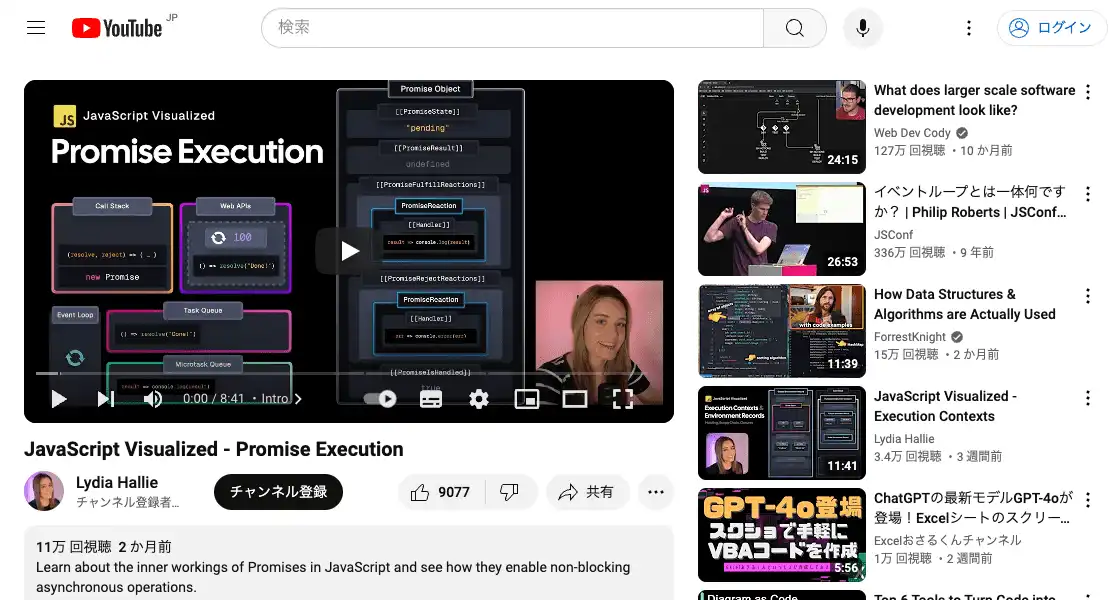 YouTube JP
検索
ログイン
JS JavaScript Visualized
Promise Execution
Call Stack
(resolve, reject) => { … }
new Promise
Web APIs
100
() => resolve("Done!")
Event Loop
Task Queue
() => resolve("Done!")
Microtask Queue
result => console.log(result)
Promise Object
[[PromiseState]]
"pending"
[[PromiseResult]]
undefined
[[PromiseFulfillReactions]]
PromiseReaction
[[Handler]]
result => console.log(result)
[[PromiseRejectReactions]]
PromiseReaction
[[Handler]]
err => console.error(err)
[[PromiseIsHandled]]
true
0:00 / 8:41 • Intro
JavaScript Visualized - Promise Execution
Lydia Hallie
チャンネル登録者...
チャンネル登録
9077
共有
11万 回視聴 2 か月前
Learn about the inner workings of Promises in JavaScript and see how they enable non-blocking
asynchronous operations.
24:15
What does larger scale software
development look like?
Web Dev Cody
127万 回視聴 • 10 か月前
26:53
イベントループとは一体何です
か？ | Philip Roberts | JSConf...
JSConf
336万 回視聴 • 9 年前
with code examples
sorting algorithm
HashMap
11:39
How Data Structures &
Algorithms are Actually Used
ForrestKnight
15万 回視聴 • 2 か月前
JavaScript Visualized
Execution Contexts &
Environment Records
11:41
JavaScript Visualized -
Execution Contexts
Lydia Hallie
3.4万 回視聴 • 3 週間前
GPT-4o登場
スクショで手軽に
VBAコードを作成
5:56
ChatGPTの最新モデルGPT-4oが
登場！Excelシートのスクリー...
Excelおさるくんチャンネル
1万 回視聴 • 2 週間前
Diagram as Code
Top 6 Tools to Turn Code into